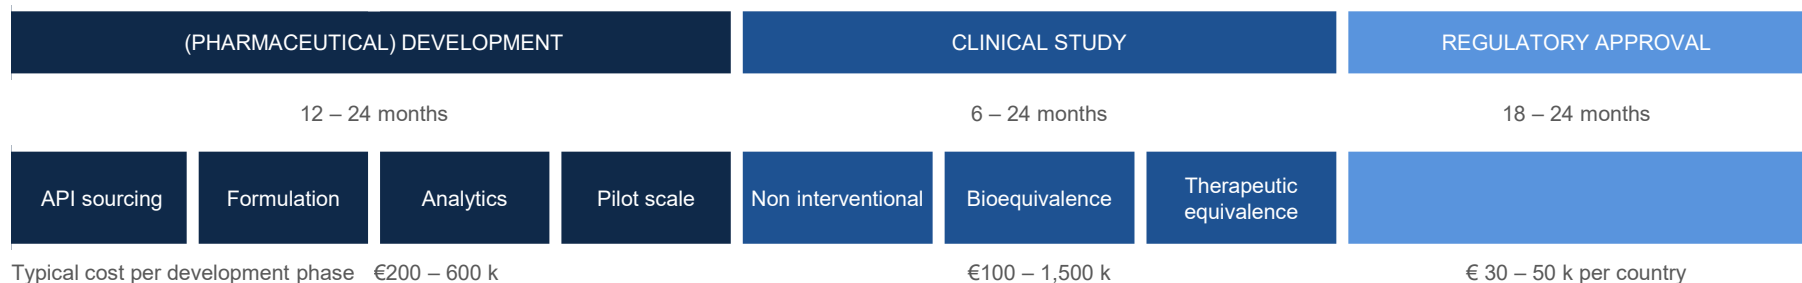 (PHARMACEUTICAL) DEVELOPMENT
CLINICAL STUDY
REGULATORY APPROVAL
12 – 24 months
6 – 24 months
18 – 24 months
API sourcing
Formulation
Analytics
Pilot scale
Non interventional
Bioequivalence
Therapeutic
equivalence
Typical cost per development phase €200 – 600 k
€100 – 1,500 k
€ 30 – 50 k per country